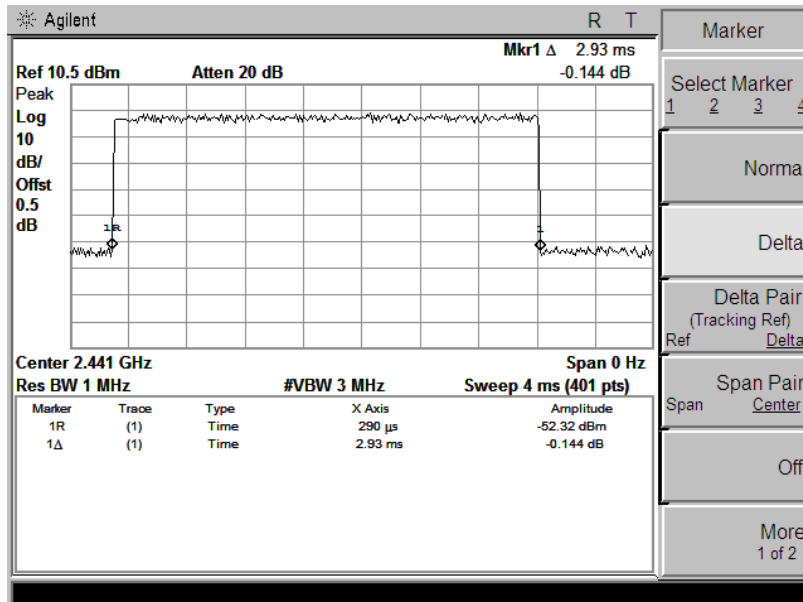 Agilent R T
Mkr1 Δ 2.93 ms
Ref 10.5 dBm Atten 20 dB -0.144 dB
Peak
Log
10
dB/
Offst
0.5
dB
1R
1
Center 2.441 GHz Span 0 Hz
Res BW 1 MHz #VBW 3 MHz Sweep 4 ms (401 pts)
Marker Trace Type X Axis Amplitude
1R (1) Time 290 µs -52.32 dBm
1Δ (1) Time 2.93 ms -0.144 dB
Marker
Select Marker
1 2 3 4
Norma
Delta
Delta Pair
(Tracking Ref)
Ref Delta
Span Pair
Span Center
Off
More
1 of 2